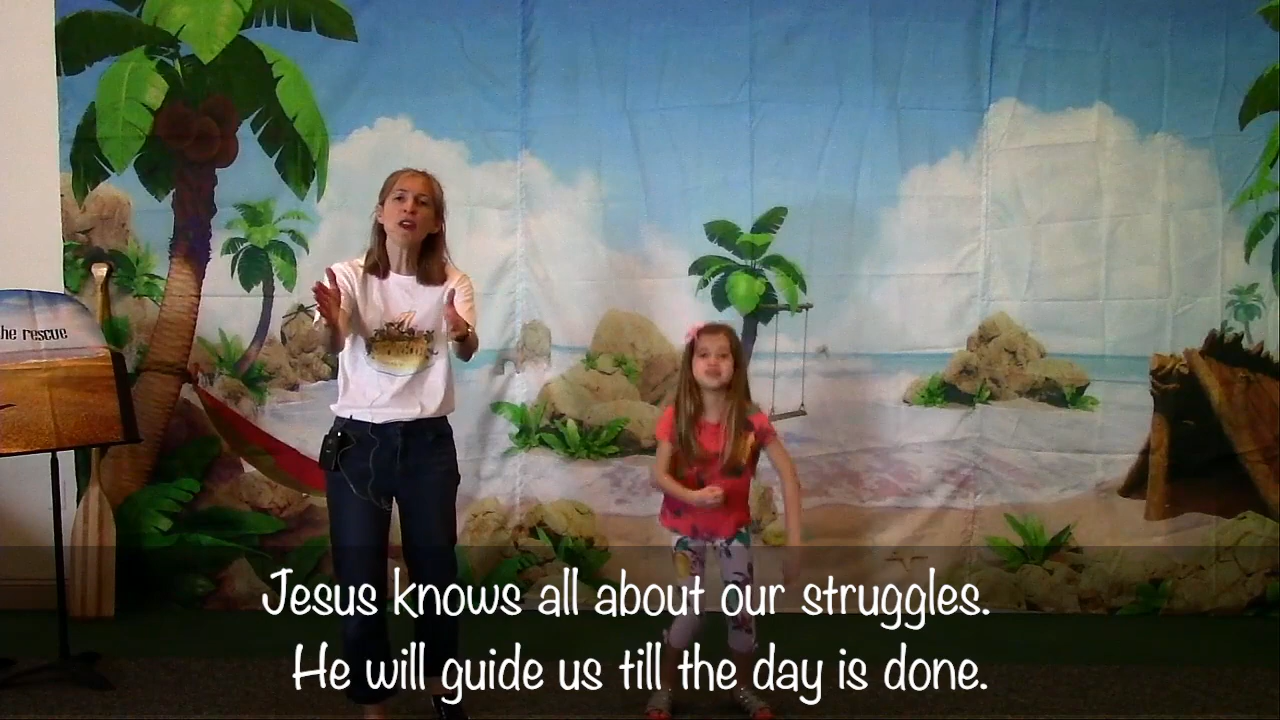 he rescue
Jesus knows all about our struggles.
He will guide us till the day is done.